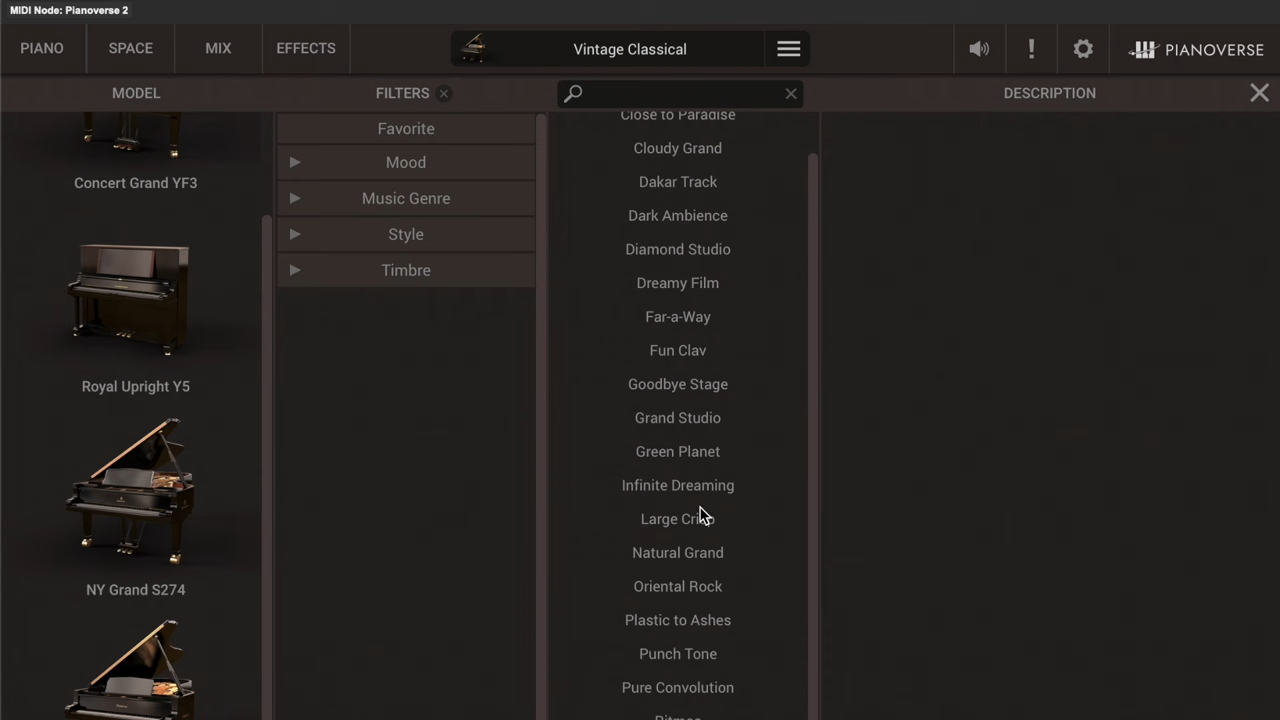 MIDI Node: Pianoverse 2
PIANO
SPACE
MIX
EFFECTS
Vintage Classical
PIANOVERSE
MODEL
FILTERS
DESCRIPTION
Concert Grand YF3
Royal Upright Y5
NY Grand S274
Favorite
Mood
Music Genre
Style
Timbre
Close to Paradise
Cloudy Grand
Dakar Track
Dark Ambience
Diamond Studio
Dreamy Film
Far-a-Way
Fun Clav
Goodbye Stage
Grand Studio
Green Planet
Infinite Dreaming
Large
Natural Grand
Oriental Rock
Plastic to Ashes
Punch Tone
Pure Convolution